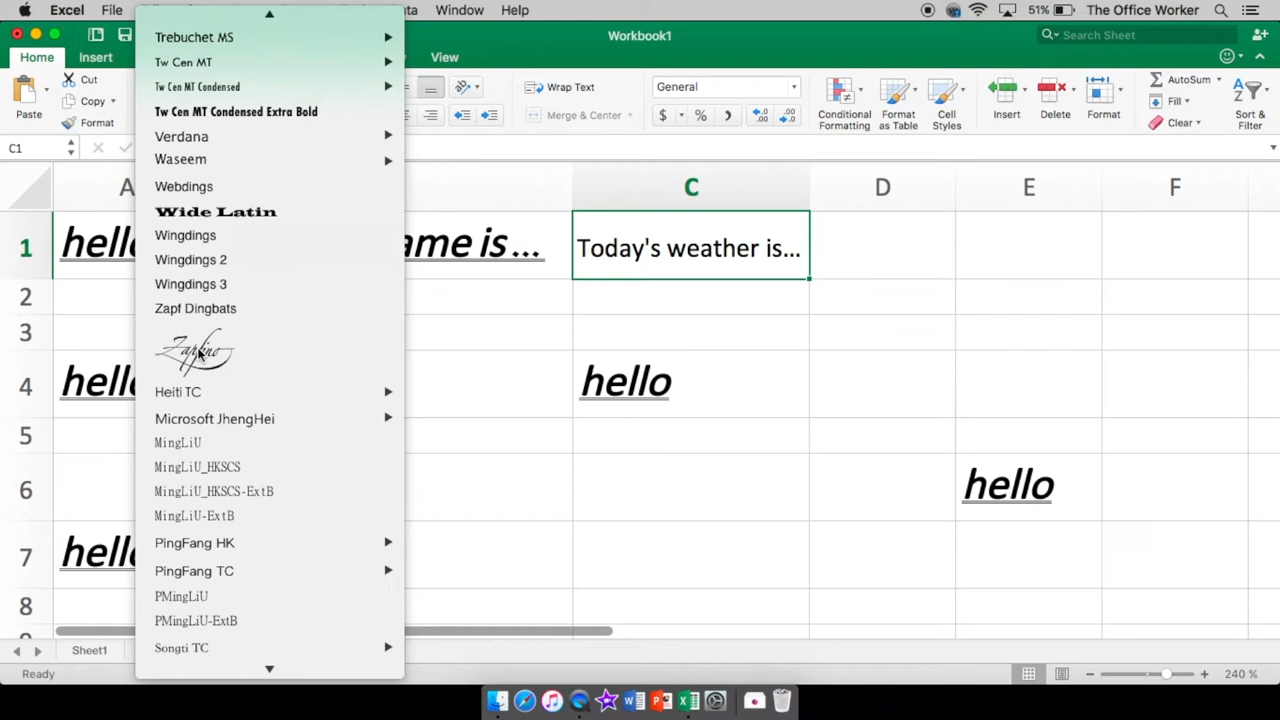 Excel File Window Help 51% The Office Worker
Workbook1
Search Sheet
Home Insert View
Paste
Cut
Copy
Format
Wrap Text
Merge & Center
General
$ %
Conditional Formatting
Format as Table
Cell Styles
Insert
Delete
Format
AutoSum
Fill
Clear
Sort & Filter
C1
Trebuchet MS
Tw Cen MT
Tw Cen MT Condensed
Tw Cen MT Condensed Extra Bold
Verdana
Waseem
Webdings
Wide Latin
Wingdings
Wingdings 2
Wingdings 3
Zapf Dingbats
Zapfino
Heiti TC
Microsoft JhengHei
MingLiU
MingLiU_HKSCS
MingLiU_HKSCS-ExtB
MingLiU-ExtB
PingFang HK
PingFang TC
PMingLiU
PMingLiU-ExtB
Songti TC
A C D E F
1 hello ame is... Today's weather is...
2
3
4 hello hello
5
6 hello
7 hello
8
Sheet1
Ready
240 %